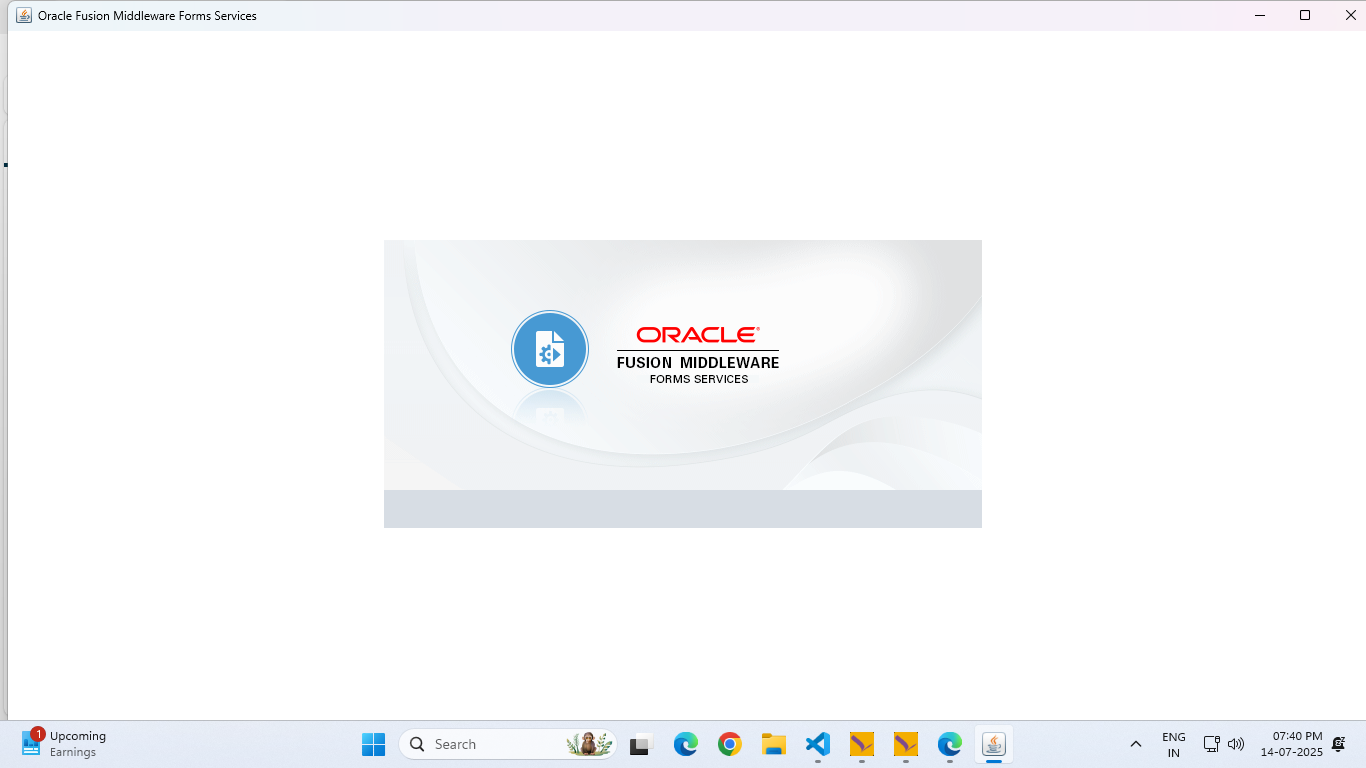 Oracle Fusion Middleware Forms Services
ORACLE®
FUSION MIDDLEWARE
FORMS SERVICES
1
Upcoming
Earnings
Search
ENG
IN
07:40 PM
14-07-2025